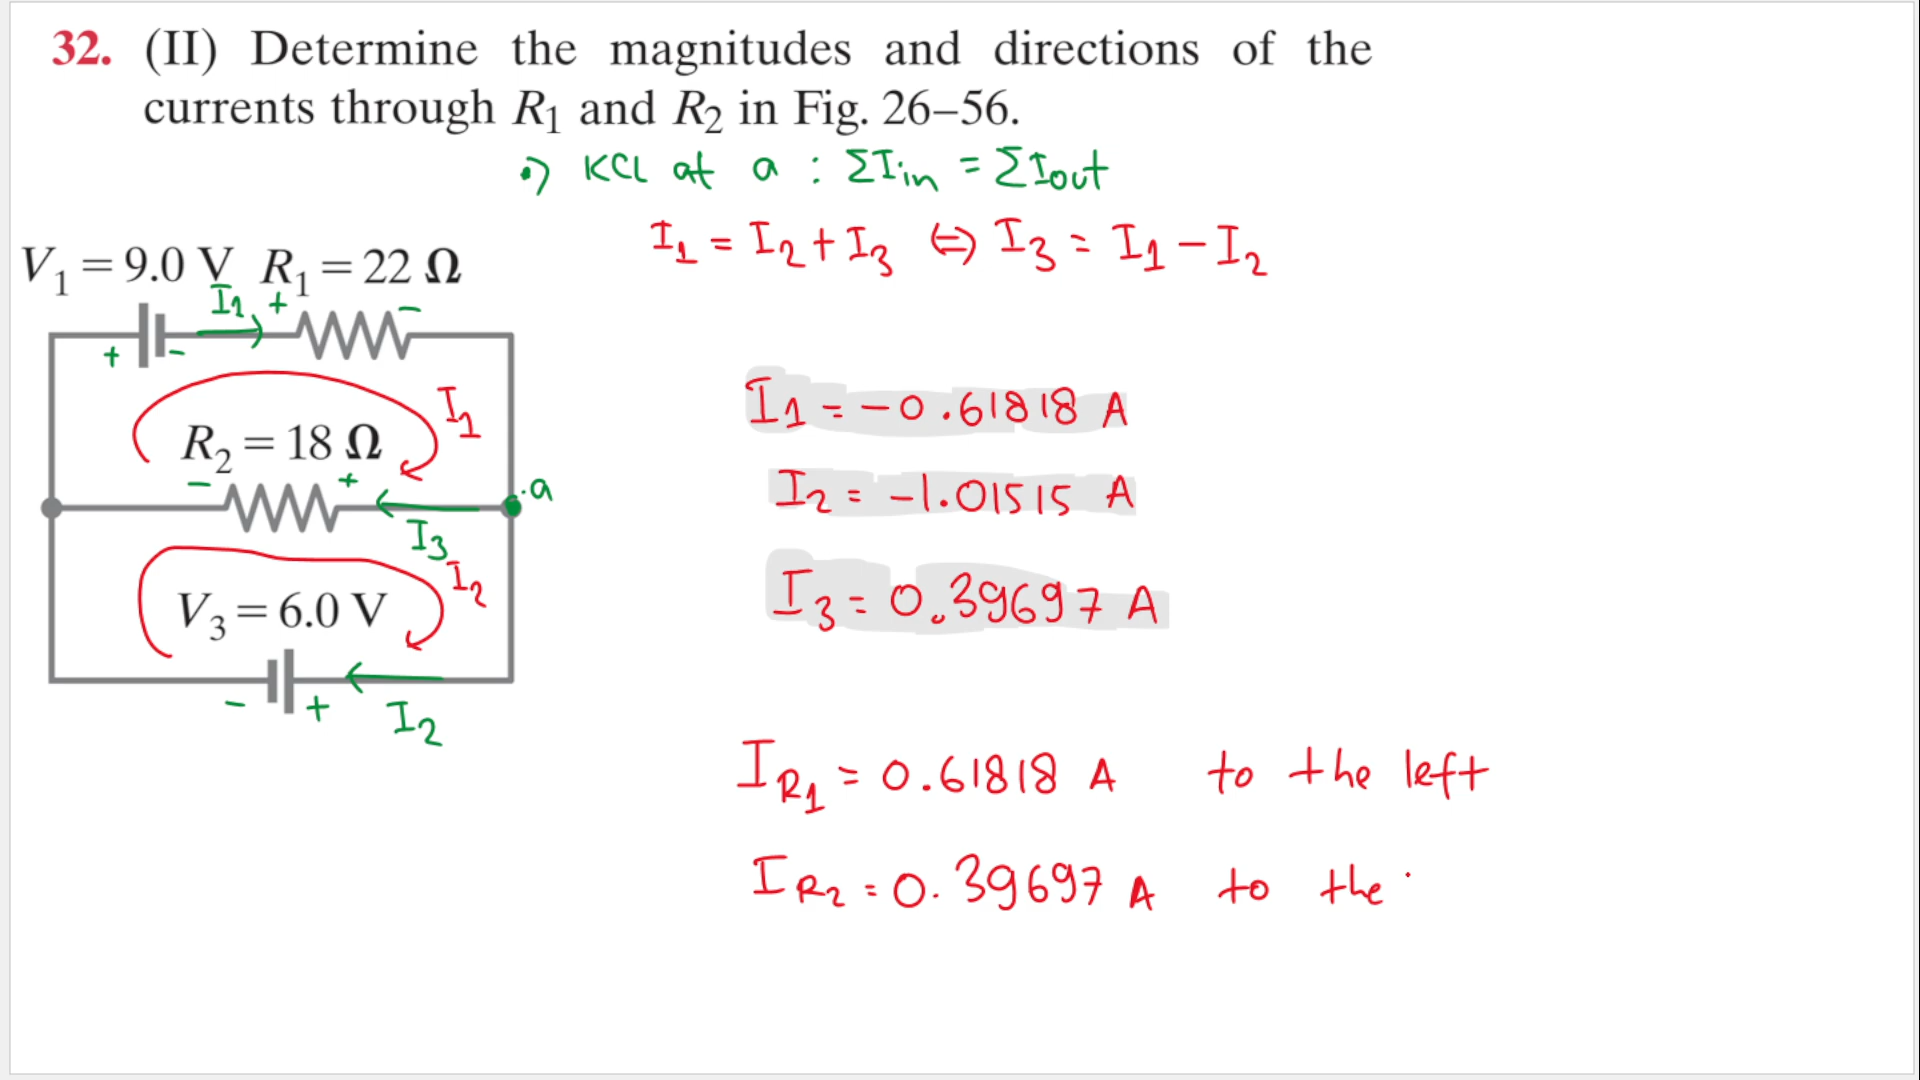 32. (II) Determine the magnitudes and directions of the
currents through R₁ and R₂ in Fig. 26–56.
•) KCL at a : ΣIin = ΣIout
I₁ = I₂ + I₃ ⇔ I₃ = I₁ − I₂
V₁ = 9.0 V R₁ = 22 Ω
I₁ + −
+ −
I₁
R₂ = 18 Ω
− +
a
I₃
I₂
V₃ = 6.0 V
− + I₂
I₁ = −0.61818 A
I₂ = −1.01515 A
I₃ = 0.39697 A
I_R₁ = 0.61818 A to the left
I_R₂ = 0.39697 A to the